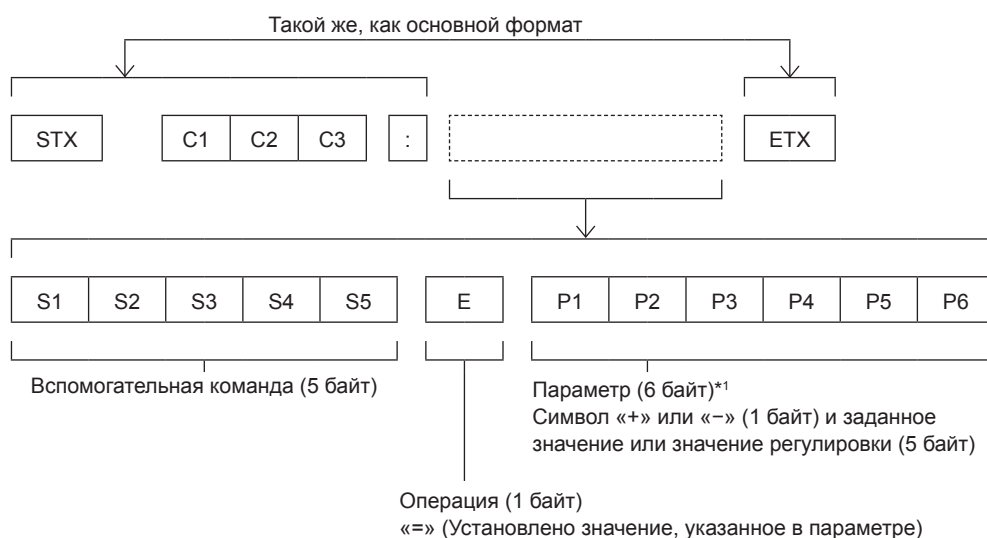 Такой же, как основной формат
STX C1 C2 C3 : ETX
S1 S2 S3 S4 S5 E P1 P2 P3 P4 P5 P6
Вспомогательная команда (5 байт)
Параметр (6 байт)*1
Символ «+» или «−» (1 байт) и заданное
значение или значение регулировки (5 байт)
Операция (1 байт)
«=» (Установлено значение, указанное в параметре)